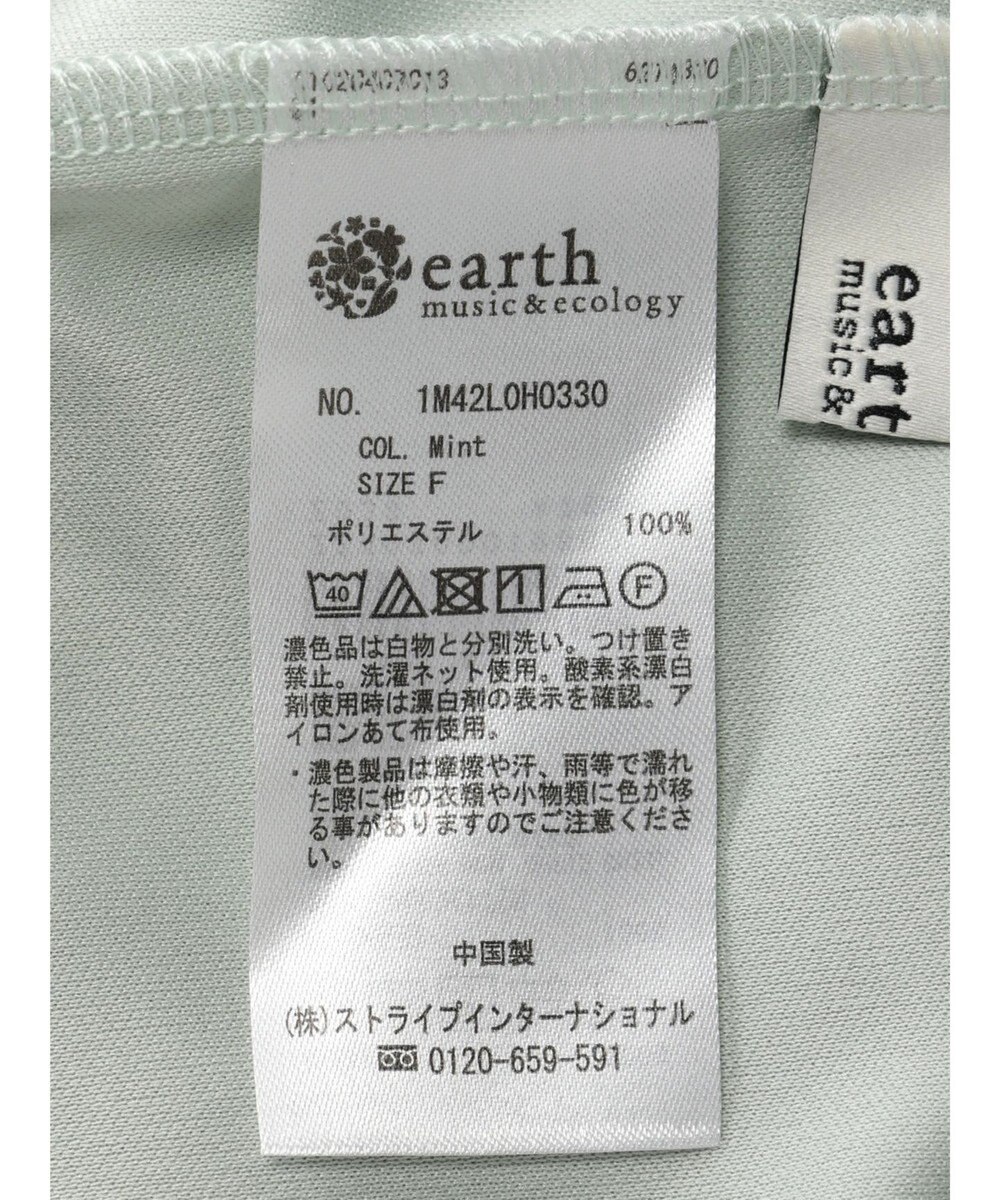 earth
music&ecology
NO. 1M42L0H0330
COL. Mint
SIZE F
ポリエステル 100%
40
F
濃色品は白物と分別洗い。つけ置き
禁止。洗濯ネット使用。酸素系漂白
剤使用時は漂白剤の表示を確認。ア
イロンあて布使用。
・濃色製品は摩擦や汗、雨等で濡れ
た際に他の衣類や小物類に色が移
る事がありますのでご注意くださ
い。
中国製
(株)ストライプインターナショナル
0120-659-591
eart
music&